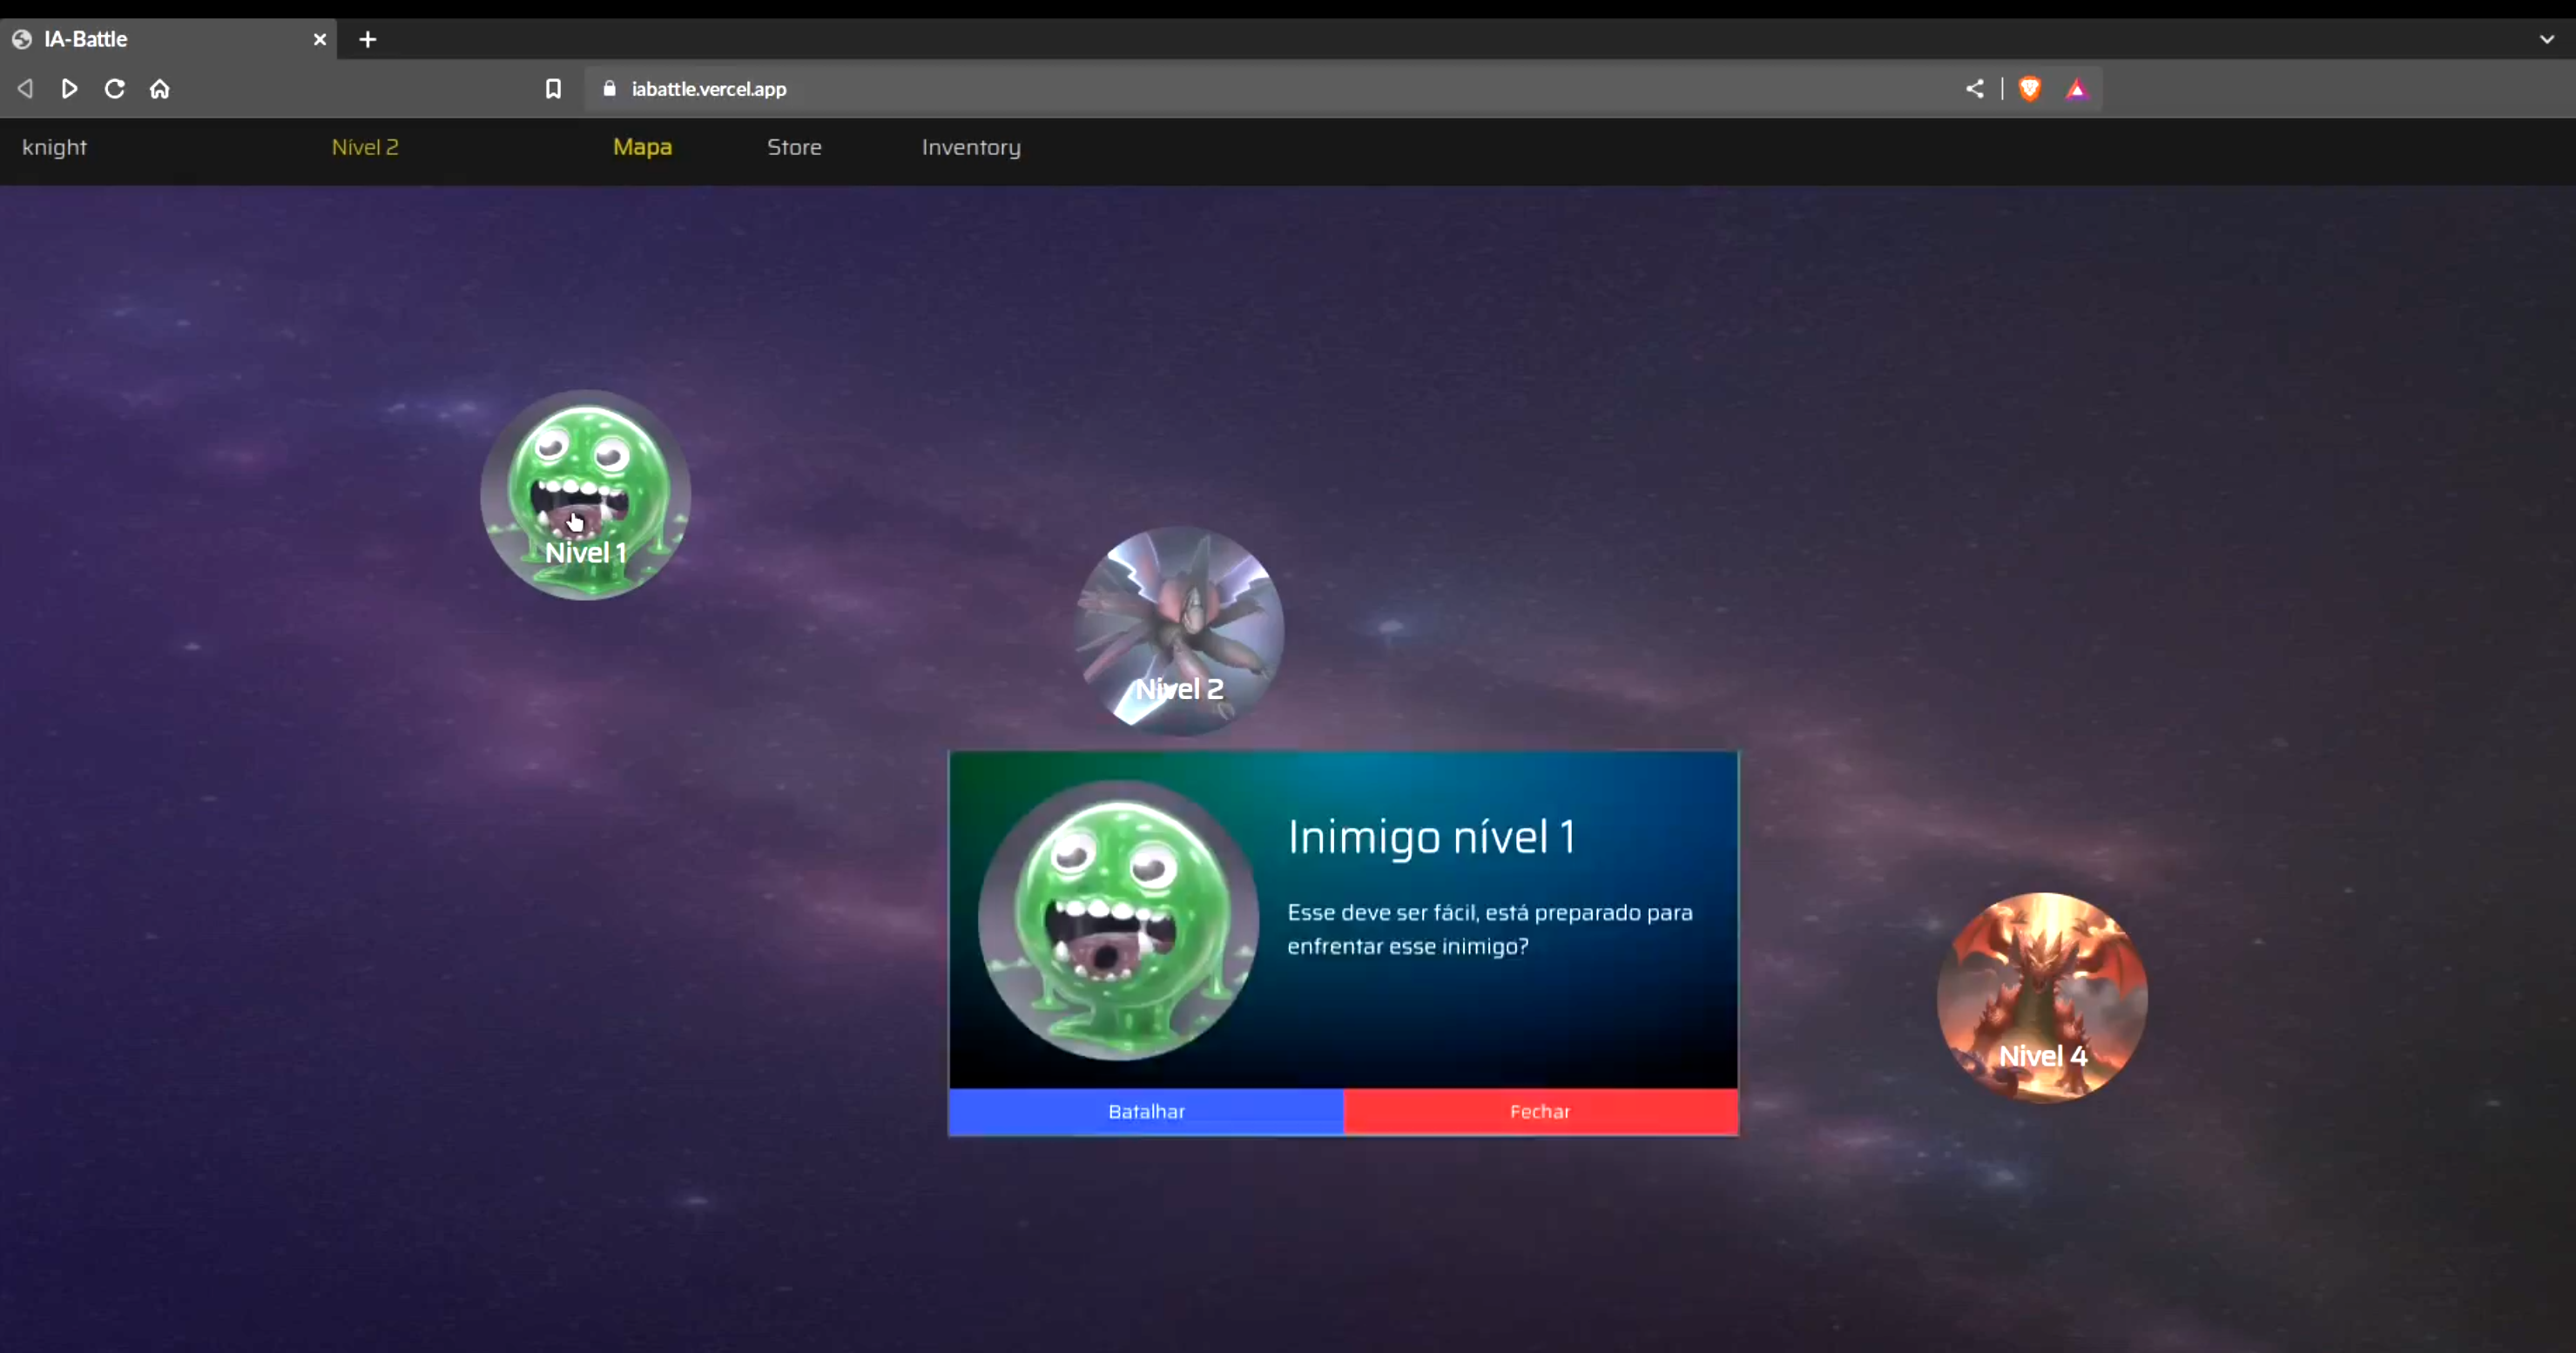 IA-Battle
iabattle.vercel.app
knight
Nível 2
Mapa
Store
Inventory
Nivel 1
Nivel 2
Inimigo nível 1
Esse deve ser fácil, está preparado para
enfrentar esse inimigo?
Nivel 4
Batalhar
Fechar